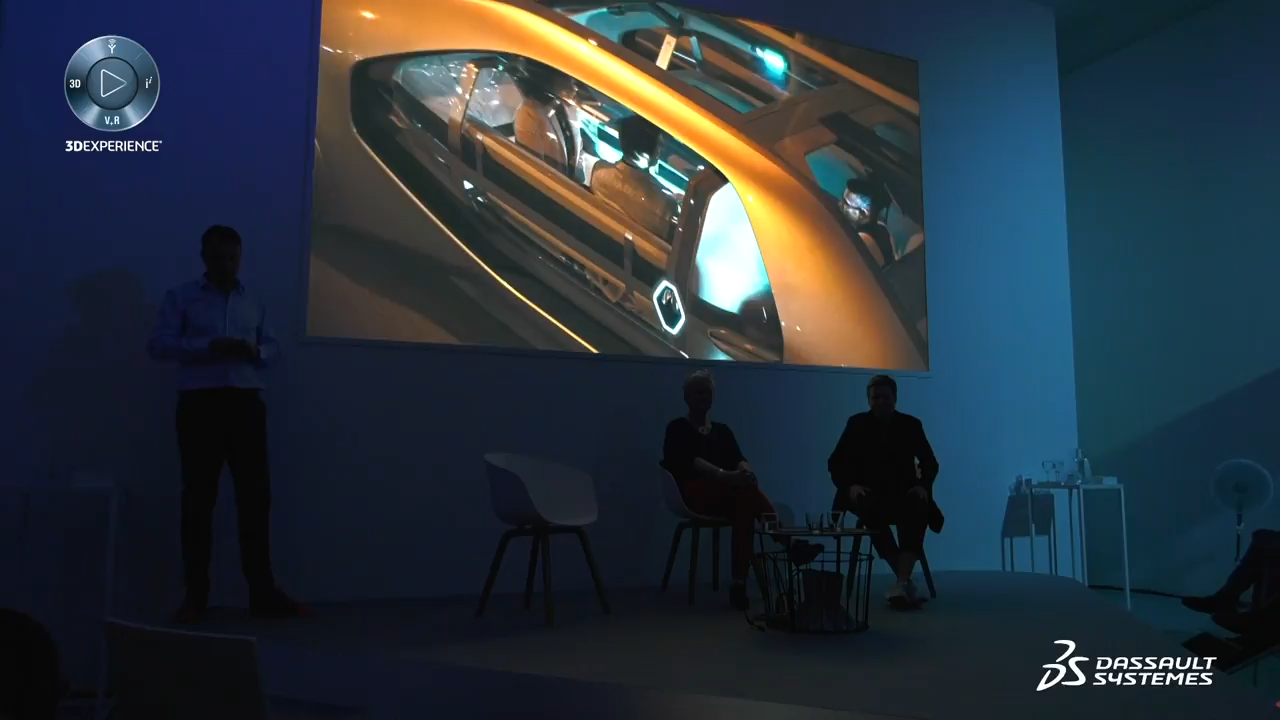 3D
i
V,R
3DEXPERIENCE
DASSAULT
SYSTEMES